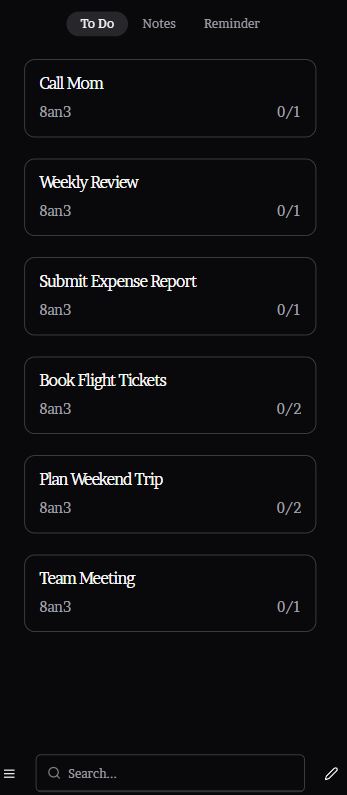 To Do Notes Reminder
Call Mom
8an3 0/1
Weekly Review
8an3 0/1
Submit Expense Report
8an3 0/1
Book Flight Tickets
8an3 0/2
Plan Weekend Trip
8an3 0/2
Team Meeting
8an3 0/1
Search...